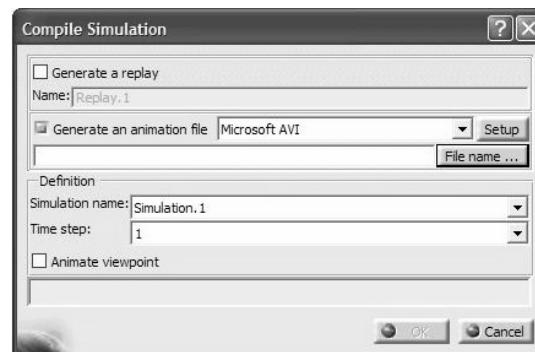 Compile Simulation ? X
Generate a replay
Name: Replay.1
Generate an animation file Microsoft AVI Setup
File name ...
Definition
Simulation name: Simulation.1
Time step: 1
Animate viewpoint
OK Cancel